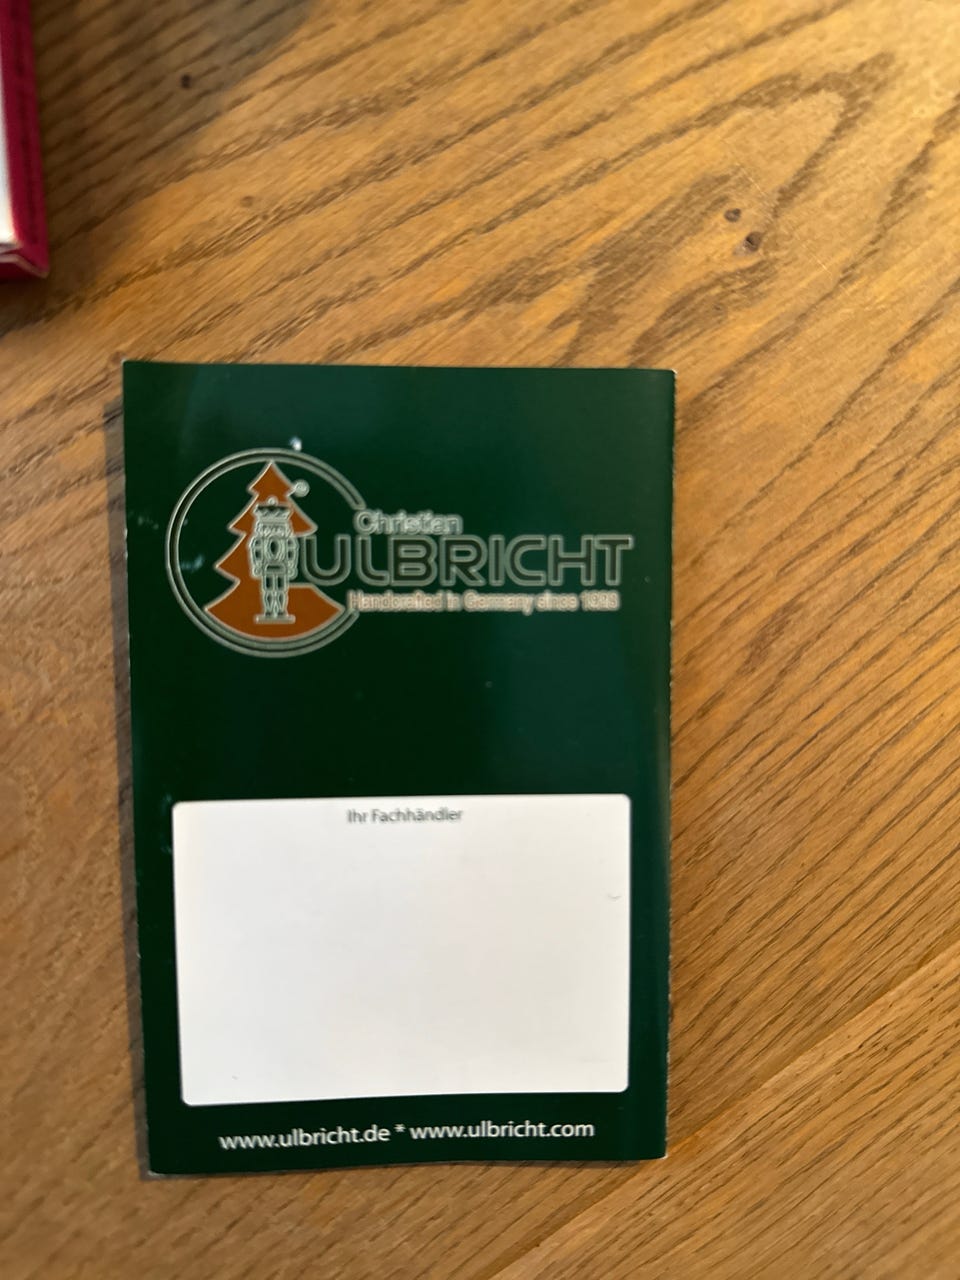 Christian
ULBRICHT
Handcrafted in Germany since 1928
Ihr Fachhändler
www.ulbricht.de * www.ulbricht.com